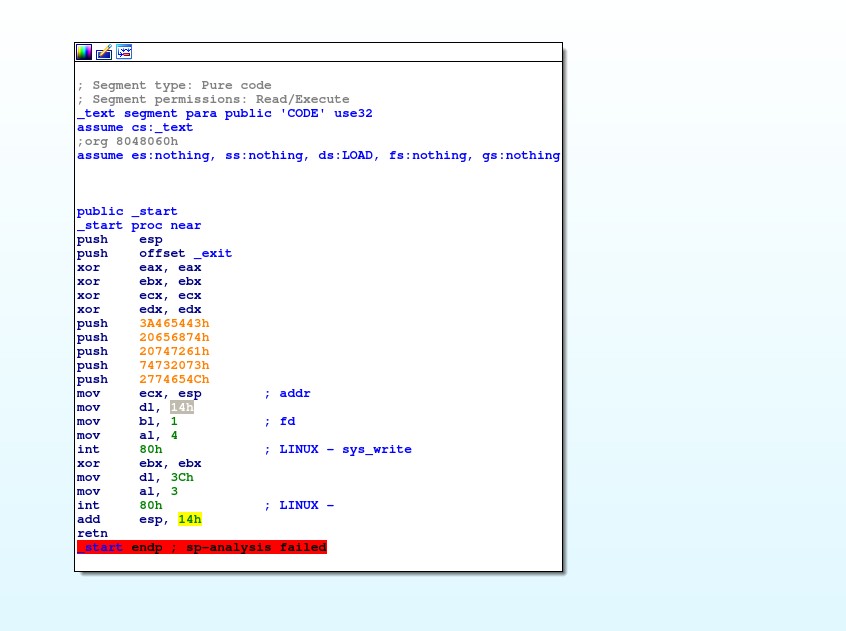 ; Segment type: Pure code
; Segment permissions: Read/Execute
_text segment para public 'CODE' use32
assume cs:_text
;org 8048060h
assume es:nothing, ss:nothing, ds:LOAD, fs:nothing, gs:nothing
public _start
_start proc near
push esp
push offset _exit
xor eax, eax
xor ebx, ebx
xor ecx, ecx
xor edx, edx
push 3A465443h
push 20656874h
push 20747261h
push 74732073h
push 2774654Ch
mov ecx, esp ; addr
mov dl, 14h
mov bl, 1 ; fd
mov al, 4
int 80h ; LINUX - sys_write
xor ebx, ebx
mov dl, 3Ch
mov al, 3
int 80h ; LINUX -
add esp, 14h
retn
_start endp ; sp-analysis failed